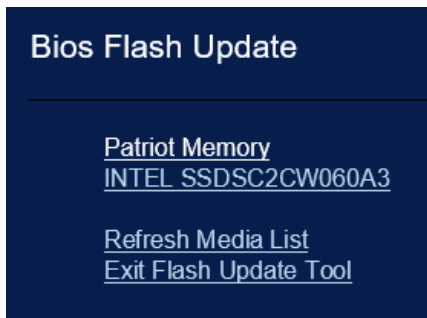 Bios Flash Update
Patriot Memory
INTEL SSDSC2CW060A3
Refresh Media List
Exit Flash Update Tool